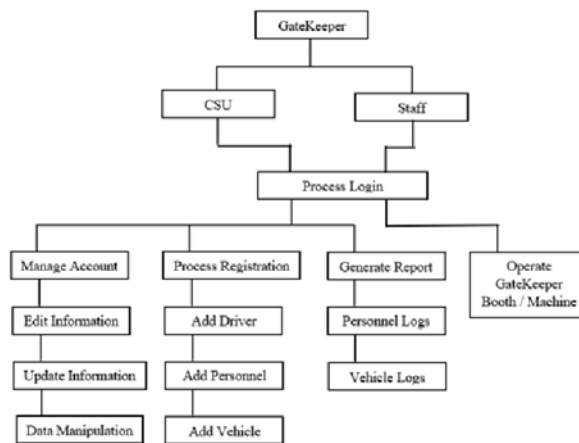 GateKeeper
CSU
Staff
Process Login
Manage Account
Process Registration
Generate Report
Operate
GateKeeper
Booth / Machine
Edit Information
Add Driver
Personnel Logs
Update Information
Add Personnel
Vehicle Logs
Data Manipulation
Add Vehicle